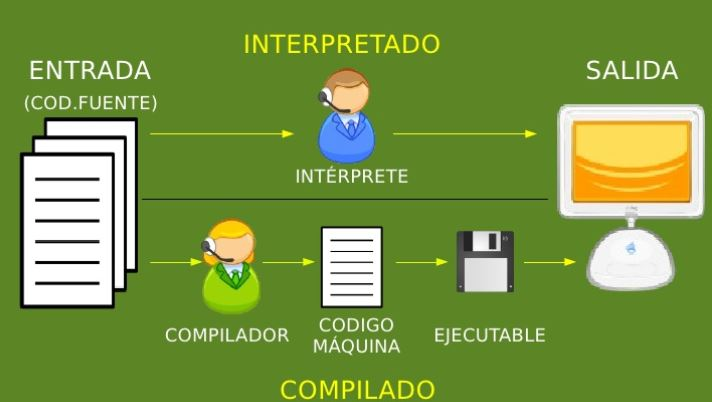 INTERPRETADO
ENTRADA
(COD.FUENTE)
SALIDA
INTÉRPRETE
COMPILADOR
CODIGO
MÁQUINA
EJECUTABLE
COMPILADO